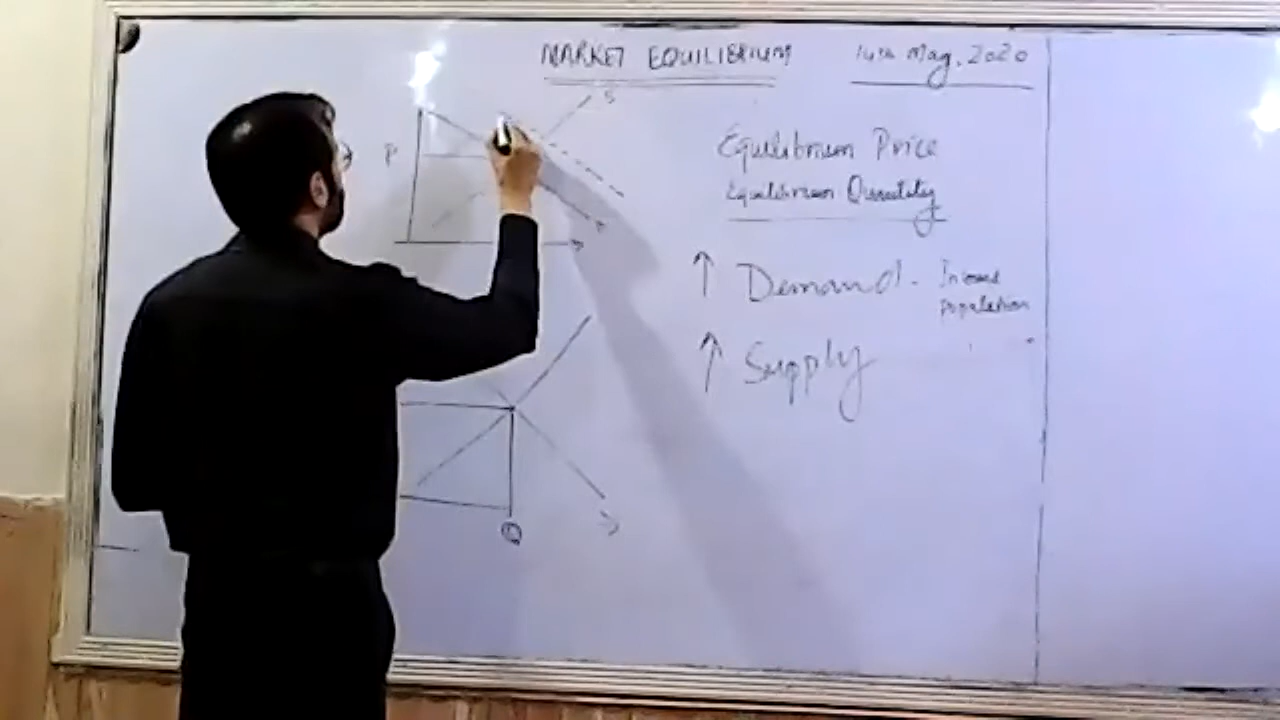 MARKET EQUILIBRIUM
14th May, 2020
S
P
Equilibrium Price
Equilibrium Quantity
↑ Demand - Income
Population
↑ Supply
Q
D